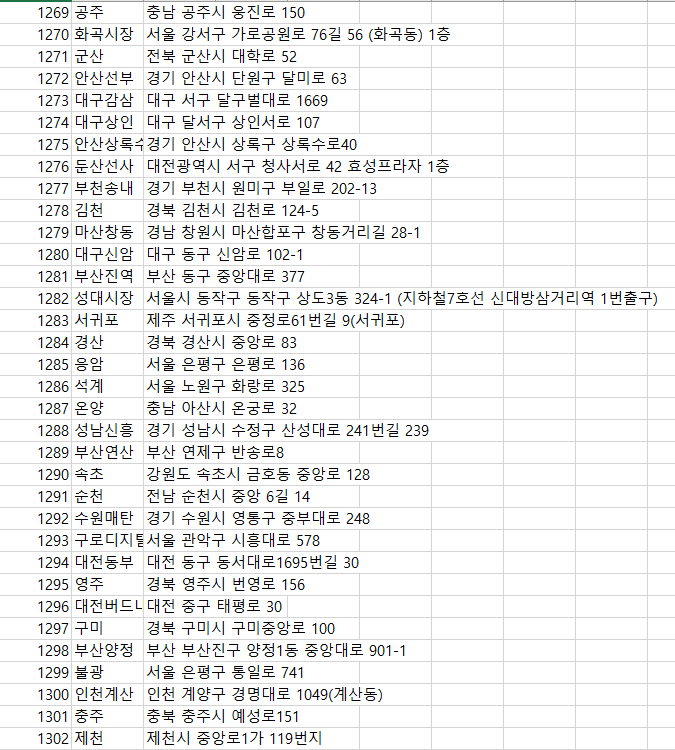 1269 공주 충남 공주시 웅진로 150
1270 화곡시장 서울 강서구 가로공원로 76길 56 (화곡동) 1층
1271 군산 전북 군산시 대학로 52
1272 안산선부 경기 안산시 단원구 달미로 63
1273 대구감삼 대구 서구 달구벌대로 1669
1274 대구상인 대구 달서구 상인서로 107
1275 안산상록수 경기 안산시 상록구 상록수로40
1276 둔산선사 대전광역시 서구 청사서로 42 효성프라자 1층
1277 부천송내 경기 부천시 원미구 부일로 202-13
1278 김천 경북 김천시 김천로 124-5
1279 마산창동 경남 창원시 마산합포구 창동거리길 28-1
1280 대구신암 대구 동구 신암로 102-1
1281 부산진역 부산 동구 중앙대로 377
1282 성대시장 서울시 동작구 동작구 상도3동 324-1 (지하철7호선 신대방삼거리역 1번출구)
1283 서귀포 제주 서귀포시 중정로61번길 9(서귀포)
1284 경산 경북 경산시 중앙로 83
1285 응암 서울 은평구 은평로 136
1286 석계 서울 노원구 화랑로 325
1287 온양 충남 아산시 온궁로 32
1288 성남신흥 경기 성남시 수정구 산성대로 241번길 239
1289 부산연산 부산 연제구 반송로8
1290 속초 강원도 속초시 금호동 중앙로 128
1291 순천 전남 순천시 중앙 6길 14
1292 수원매탄 경기 수원시 영통구 중부대로 248
1293 구로디지털 서울 관악구 시흥대로 578
1294 대전동부 대전 동구 동서대로1695번길 30
1295 영주 경북 영주시 번영로 156
1296 대전버드내 대전 중구 태평로 30
1297 구미 경북 구미시 구미중앙로 100
1298 부산양정 부산 부산진구 양정1동 중앙대로 901-1
1299 불광 서울 은평구 통일로 741
1300 인천계산 인천 계양구 경명대로 1049(계산동)
1301 충주 충북 충주시 예성로151
1302 제천 제천시 중앙로1가 119번지